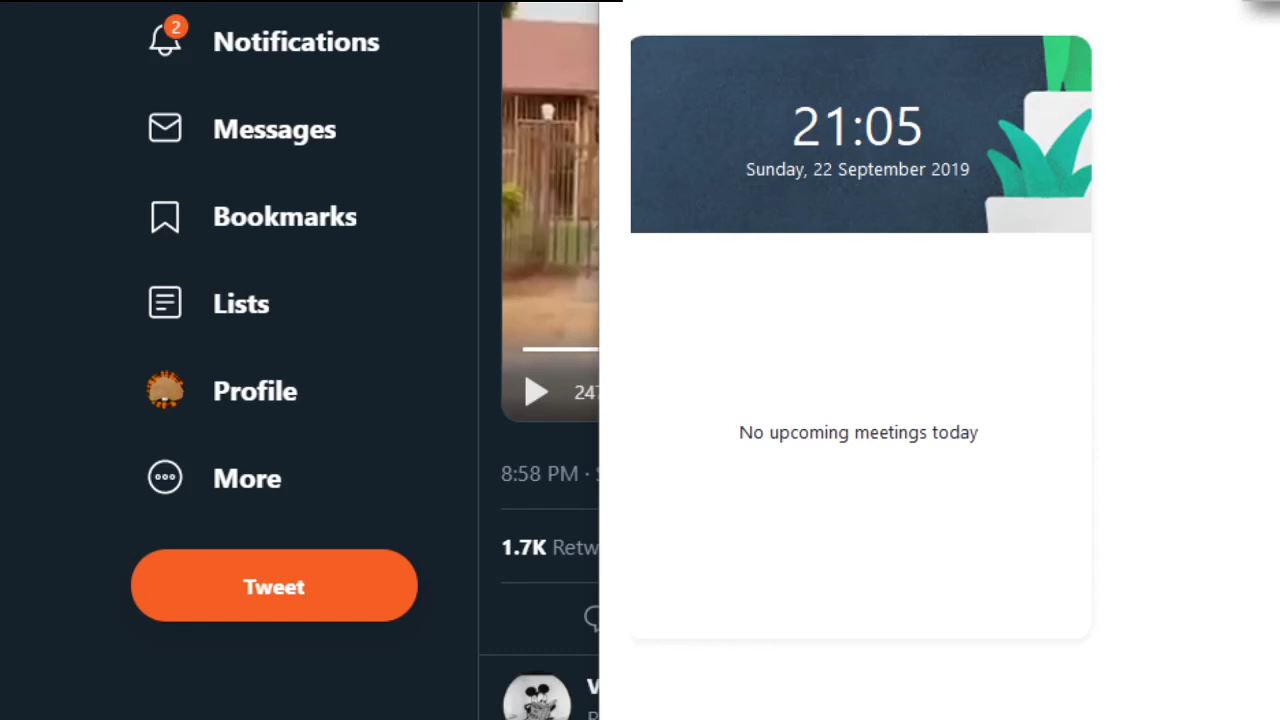 2
Notifications
Messages
Bookmarks
Lists
Profile
More
Tweet
8:58 PM ·
1.7K
21:05
Sunday, 22 September 2019
No upcoming meetings today